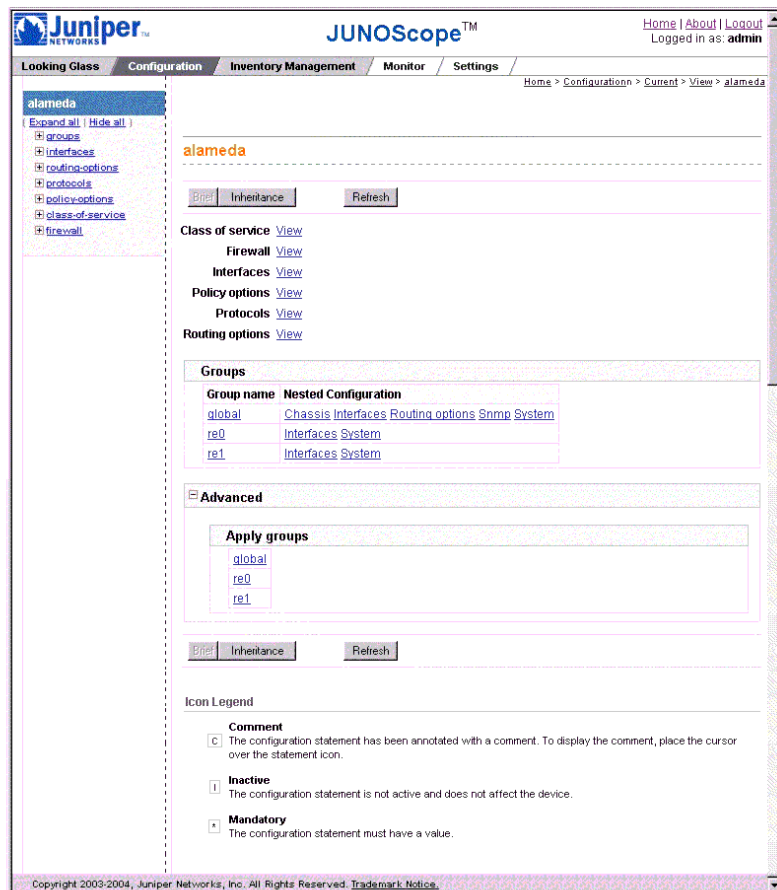 Juniper
NETWORKS
TM
JUNOScope™
Home | About | Logout
Logged in as: admin
Looking Glass / Configuration / Inventory Management / Monitor / Settings /
Home > Configurationn > Current > View > alameda
alameda
[ Expand all | Hide all ]
groups
interfaces
routing-options
protocols
policy-options
class-of-service
firewall
alameda
Brief Inheritance Refresh
Class of service View
Firewall View
Interfaces View
Policy options View
Protocols View
Routing options View
Groups
Group name Nested Configuration
global Chassis Interfaces Routing options Snmp System
re0 Interfaces System
re1 Interfaces System
Advanced
Apply groups
global
re0
re1
Brief Inheritance Refresh
Icon Legend
Comment
C The configuration statement has been annotated with a comment. To display the comment, place the cursor
over the statement icon.
Inactive
I The configuration statement is not active and does not affect the device.
Mandatory
* The configuration statement must have a value.
Copyright 2003-2004, Juniper Networks, Inc. All Rights Reserved. Trademark Notice.